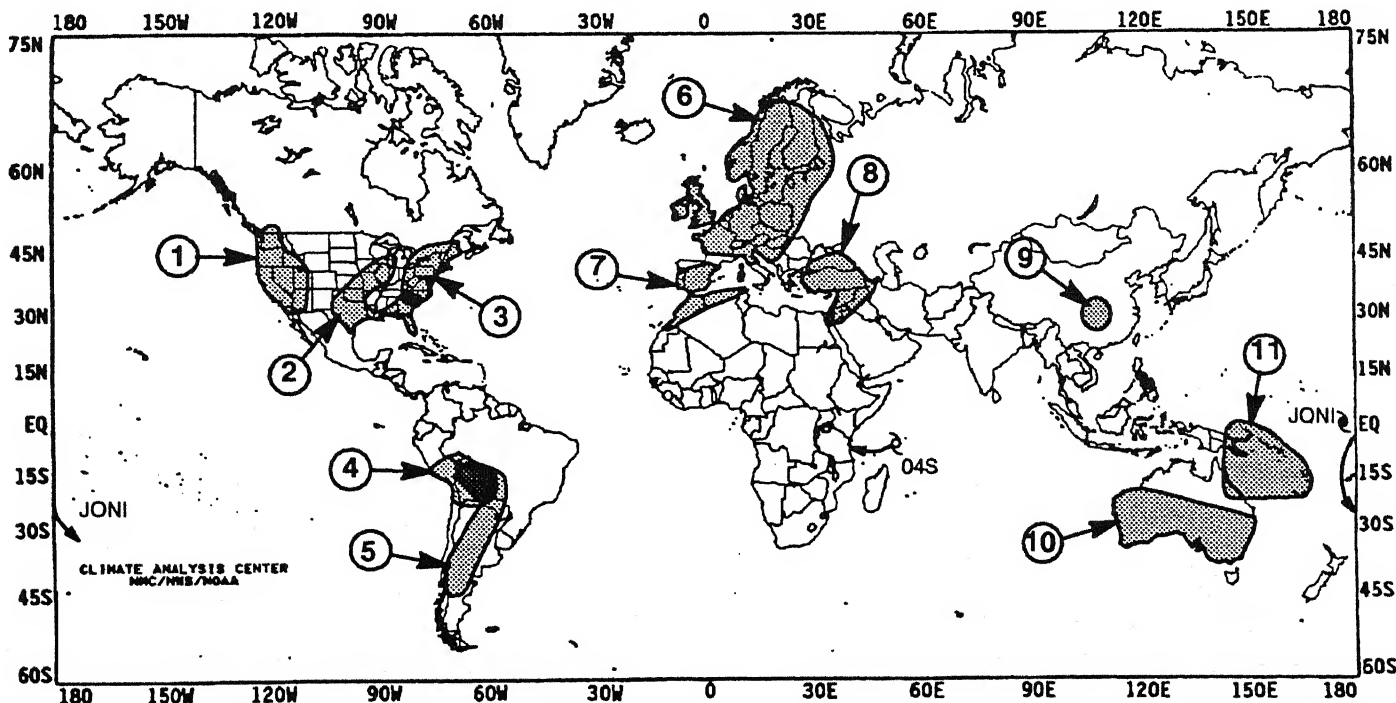 180 150W 120W 90W 60W 30W 0 30E 60E 90E 120E 150E 180
75N 75N
6
60N 60N
8
1 45N 7 9 45N
30N 3 30N
2 11
15N 15N
EQ JONI EQ
4 04S
15S 15S
JONI
30S 5 10 30S
CLIMATE ANALYSIS CENTER
NMC/NWS/NOAA
45S 45S
60S 60S
180 150W 120W 90W 60W 30W 0 30E 60E 90E 120E 150E 180